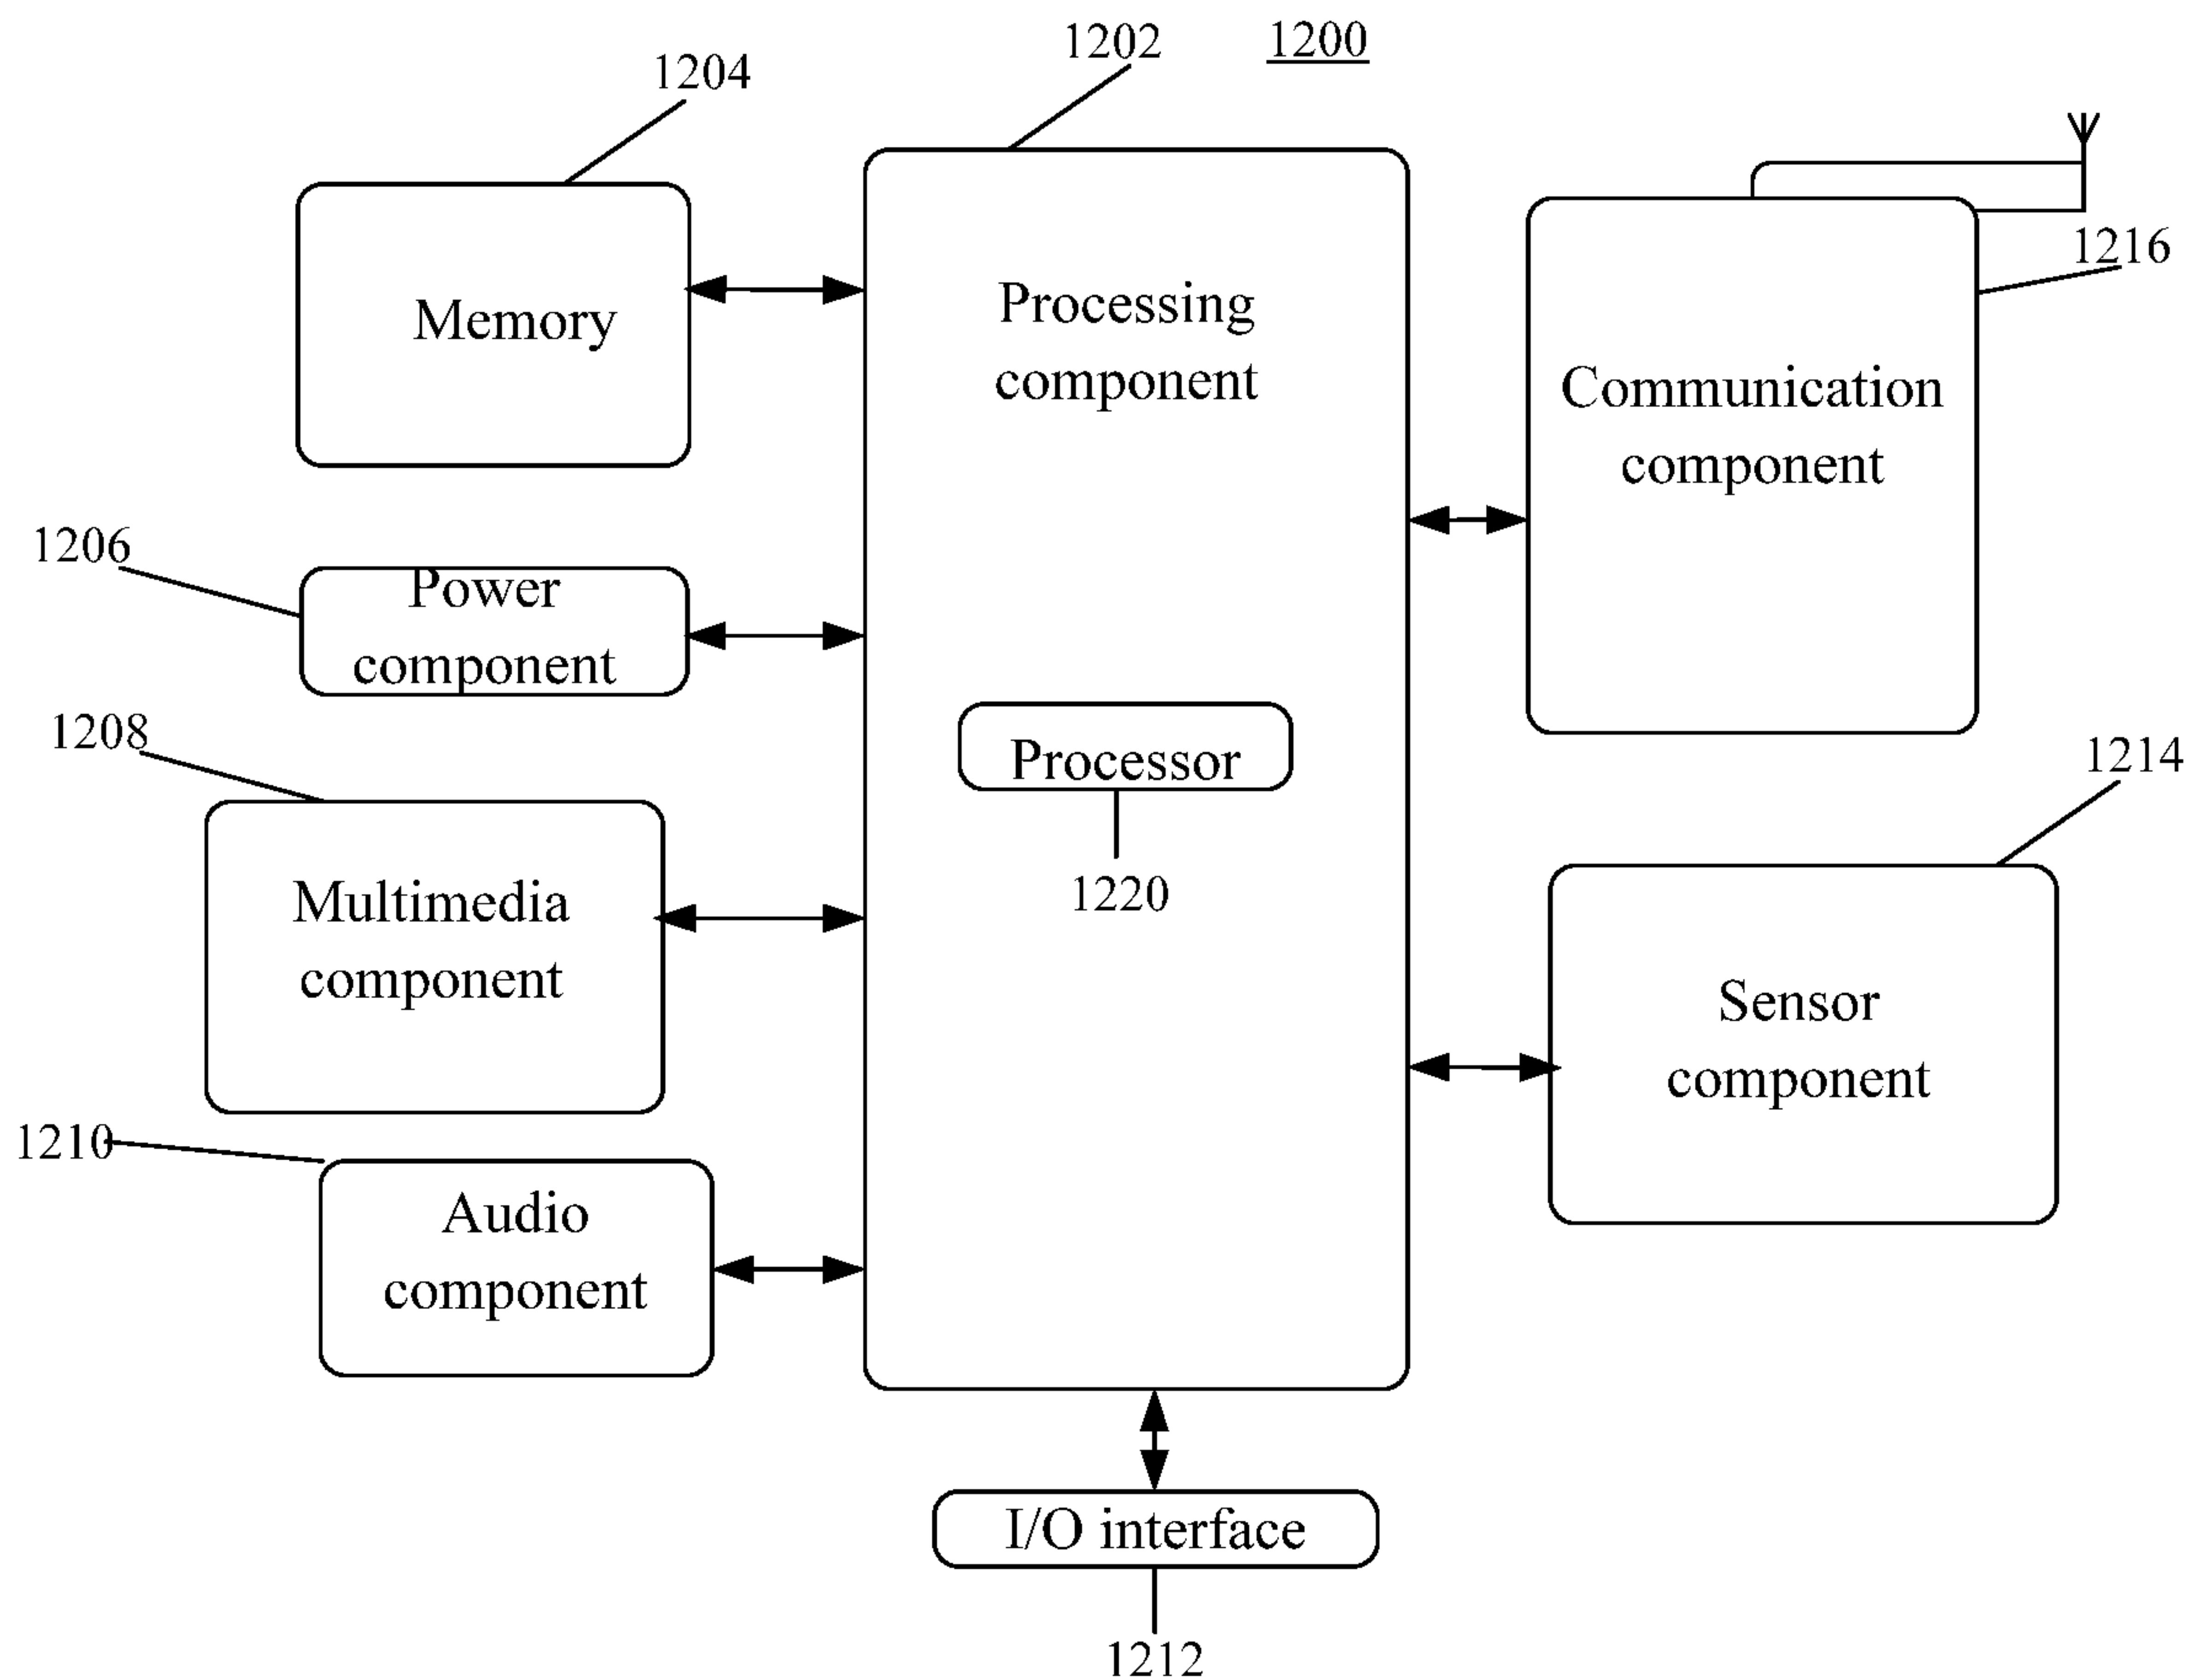 1202
1200
1204
Memory
Processing
component
1216
Communication
component
1206
Power
component
1208
Processor
1214
Multimedia
component
1220
Sensor
component
1210
Audio
component
I/O interface
1212